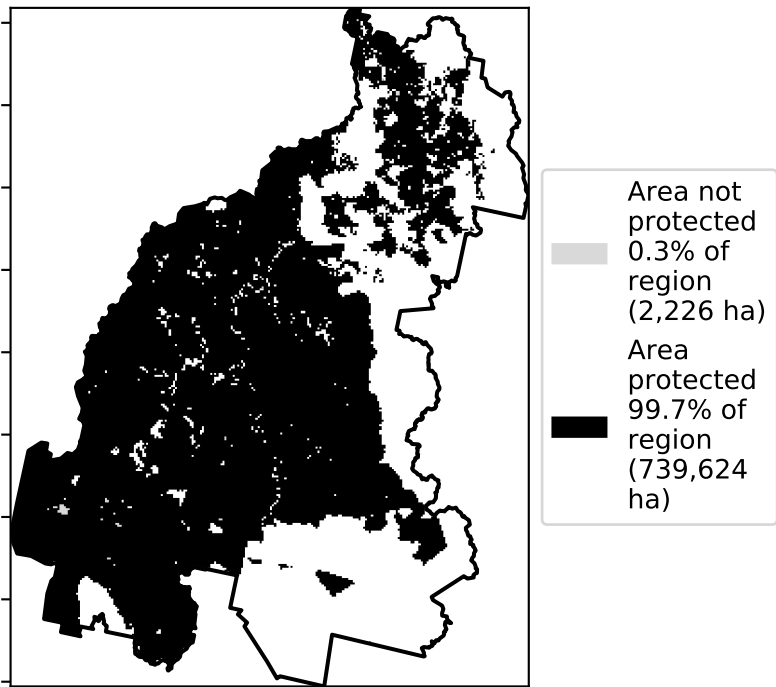 Area not
protected
0.3% of
region
(2,226 ha)
Area
protected
99.7% of
region
(739,624
ha)